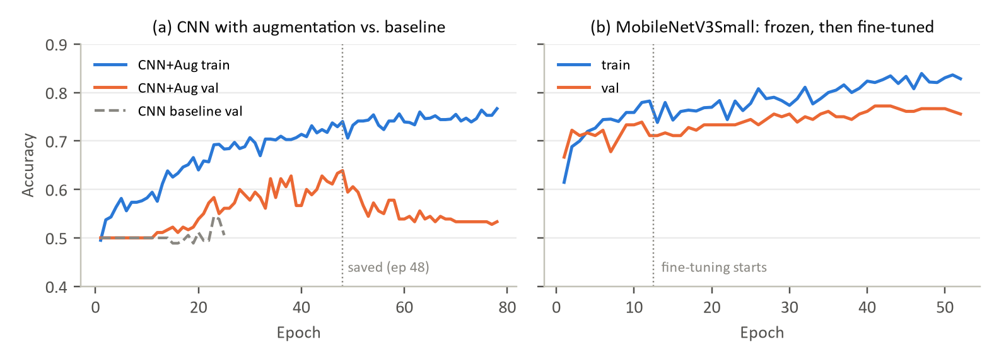 (a) CNN with augmentation vs. baseline
CNN+Aug train
CNN+Aug val
CNN baseline val
saved (ep 48)
Accuracy
0.9
0.8
0.7
0.6
0.5
0.4
0 20 40 60 80
Epoch
(b) MobileNetV3Small: frozen, then fine-tuned
train
val
fine-tuning starts
0 10 20 30 40 50
Epoch